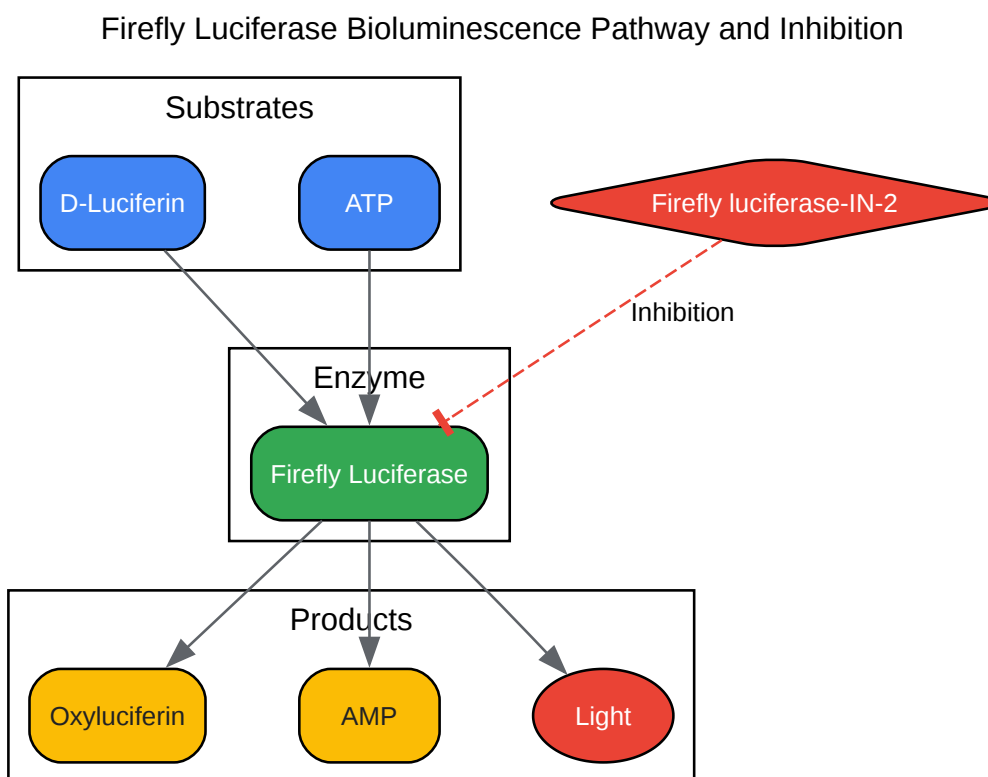 Firefly Luciferase Bioluminescence Pathway and Inhibition
Substrates
D-Luciferin
ATP
Firefly luciferase-IN-2
Inhibition
Enzyme
Firefly Luciferase
Products
Oxyluciferin
AMP
Light